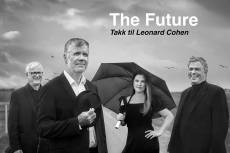 The Future
Takk til Leonard Cohen